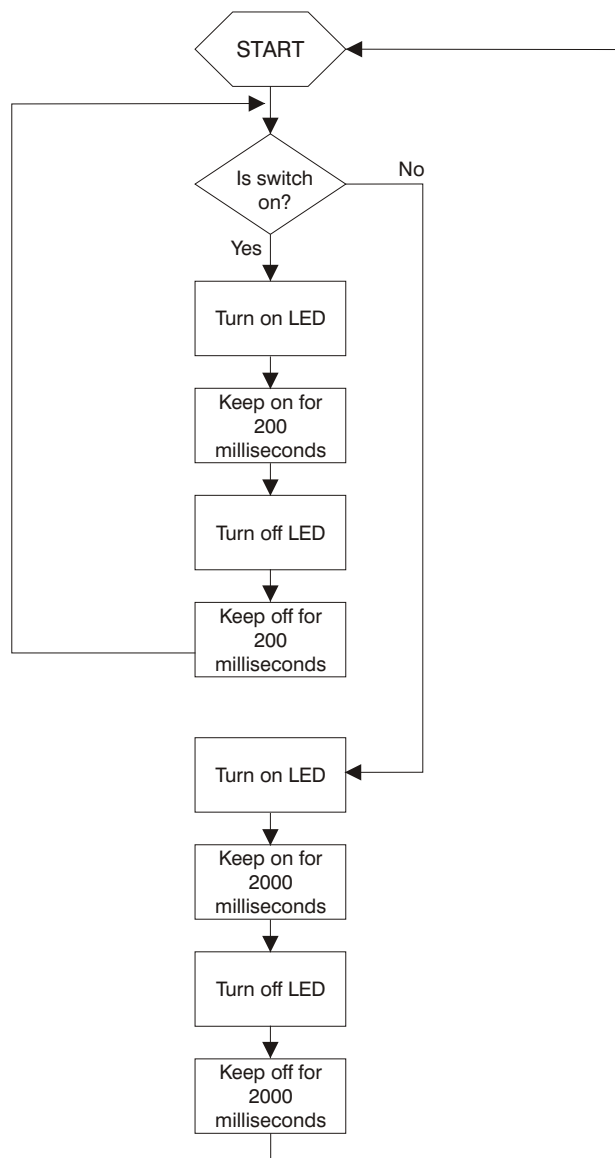 START
Is switch
on?
No
Yes
Turn on LED
Keep on for
200
milliseconds
Turn off LED
Keep off for
200
milliseconds
Turn on LED
Keep on for
2000
milliseconds
Turn off LED
Keep off for
2000
milliseconds